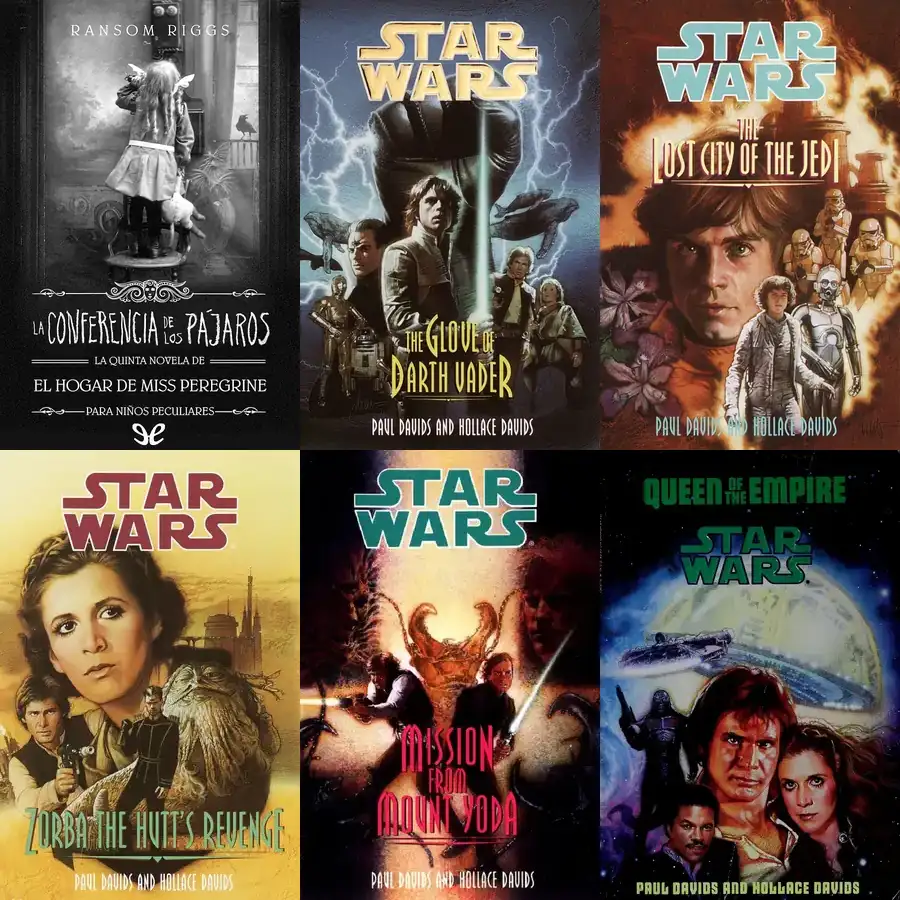 RANSOM RIGGS
LA CONFERENCIA DE LOS PÁJAROS
LA QUINTA NOVELA DE
EL HOGAR DE MISS PEREGRINE
PARA NIÑOS PECULIARES
STAR
WARS
THE GLOVE OF
DARTH VADER
PAUL DAVIDS AND HOLLACE DAVIDS
STAR
WARS
THE
LOST CITY OF THE JEDI
PAUL DAVIDS AND HOLLACE DAVIDS
STAR
WARS
ZORBA THE HUTT'S REVENGE
PAUL DAVIDS AND HOLLACE DAVIDS
STAR
WARS
MISSION
FROM
MOUNT YODA
PAUL DAVIDS AND HOLLACE DAVIDS
QUEEN OF THE EMPIRE
STAR
WARS
PAUL DAVIDS AND HOLLACE DAVIDS